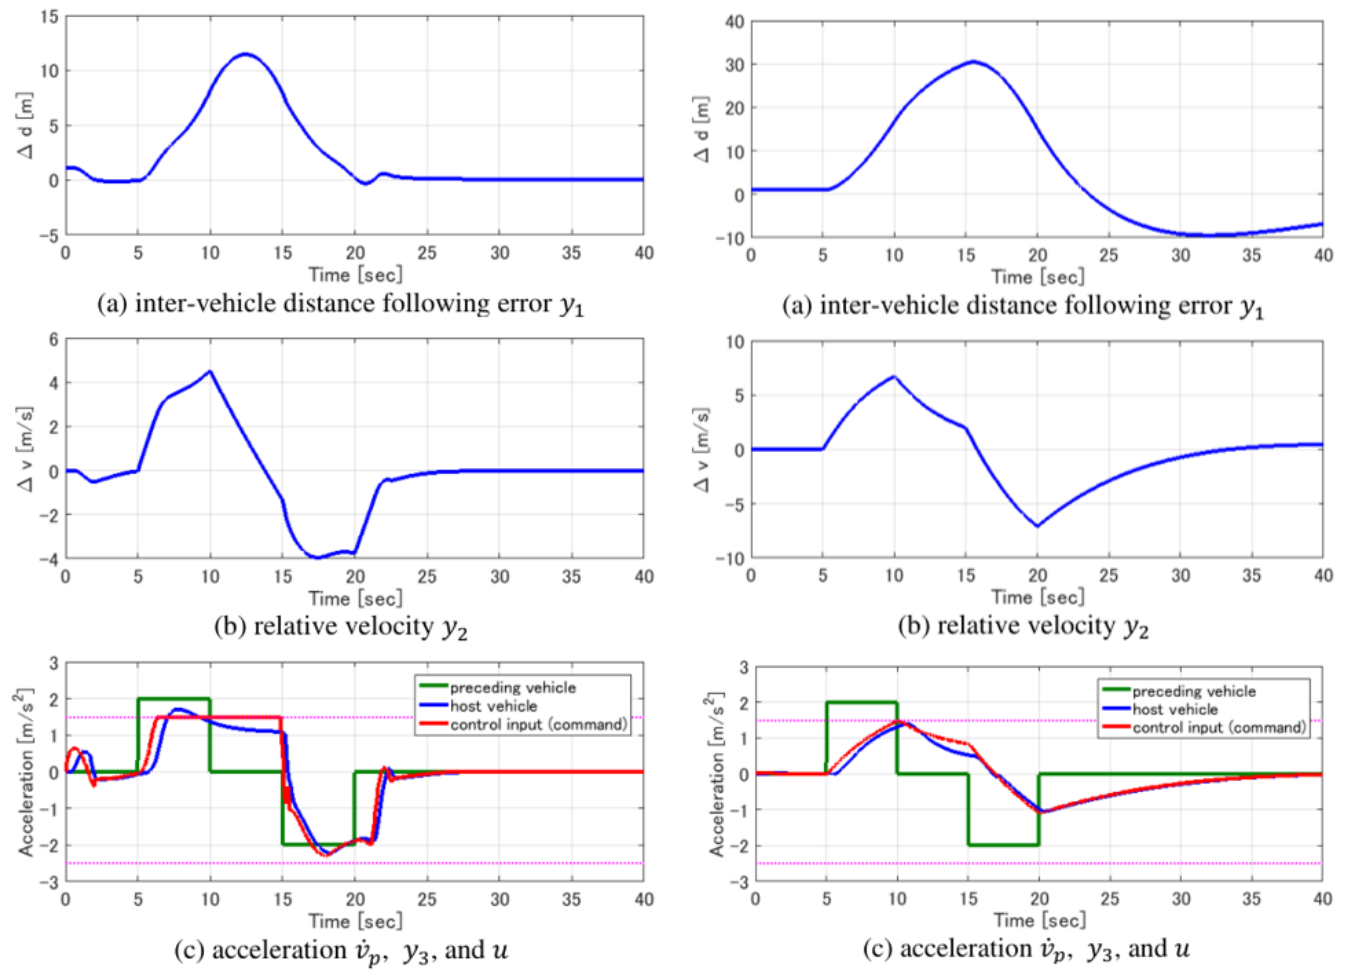 15
10
5
0
−5
Δ d [m]
0 5 10 15 20 25 30 35 40
Time [sec]
(a) inter-vehicle distance following error y₁
6
4
2
0
−2
−4
Δ v [m/s]
0 5 10 15 20 25 30 35 40
Time [sec]
(b) relative velocity y₂
3
2
1
0
−1
−2
−3
Acceleration [m/s²]
preceding vehicle
host vehicle
control input (command)
0 5 10 15 20 25 30 35 40
Time [sec]
(c) acceleration v̇ₚ, y₃, and u
40
30
20
10
0
−10
Δ d [m]
0 5 10 15 20 25 30 35 40
Time [sec]
(a) inter-vehicle distance following error y₁
10
5
0
−5
−10
Δ v [m/s]
0 5 10 15 20 25 30 35 40
Time [sec]
(b) relative velocity y₂
3
2
1
0
−1
−2
−3
Acceleration [m/s²]
preceding vehicle
host vehicle
control input (command)
0 5 10 15 20 25 30 35 40
Time [sec]
(c) acceleration v̇ₚ, y₃, and u